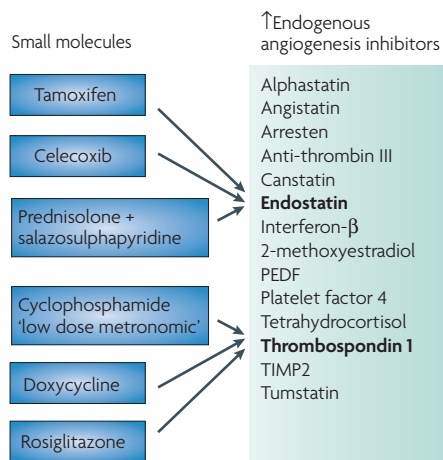 Small molecules
↑Endogenous
angiogenesis inhibitors
Tamoxifen
Celecoxib
Prednisolone +
salazosulphapyridine
Cyclophosphamide
‘low dose metronomic’
Doxycycline
Rosiglitazone
Alphastatin
Angistatin
Arresten
Anti-thrombin III
Canstatin
Endostatin
Interferon-β
2-methoxyestradiol
PEDF
Platelet factor 4
Tetrahydrocortisol
Thrombospondin 1
TIMP2
Tumstatin